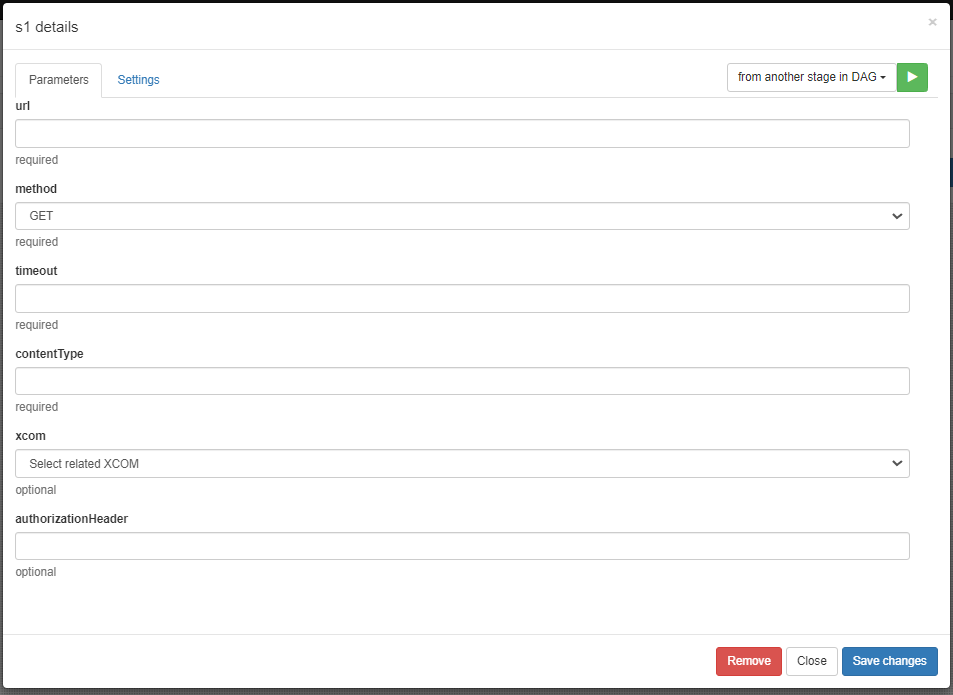 s1 details
×
Parameters
Settings
from another stage in DAG
url
required
method
GET
required
timeout
required
contentType
required
xcom
Select related XCOM
optional
authorizationHeader
optional
Remove
Close
Save changes